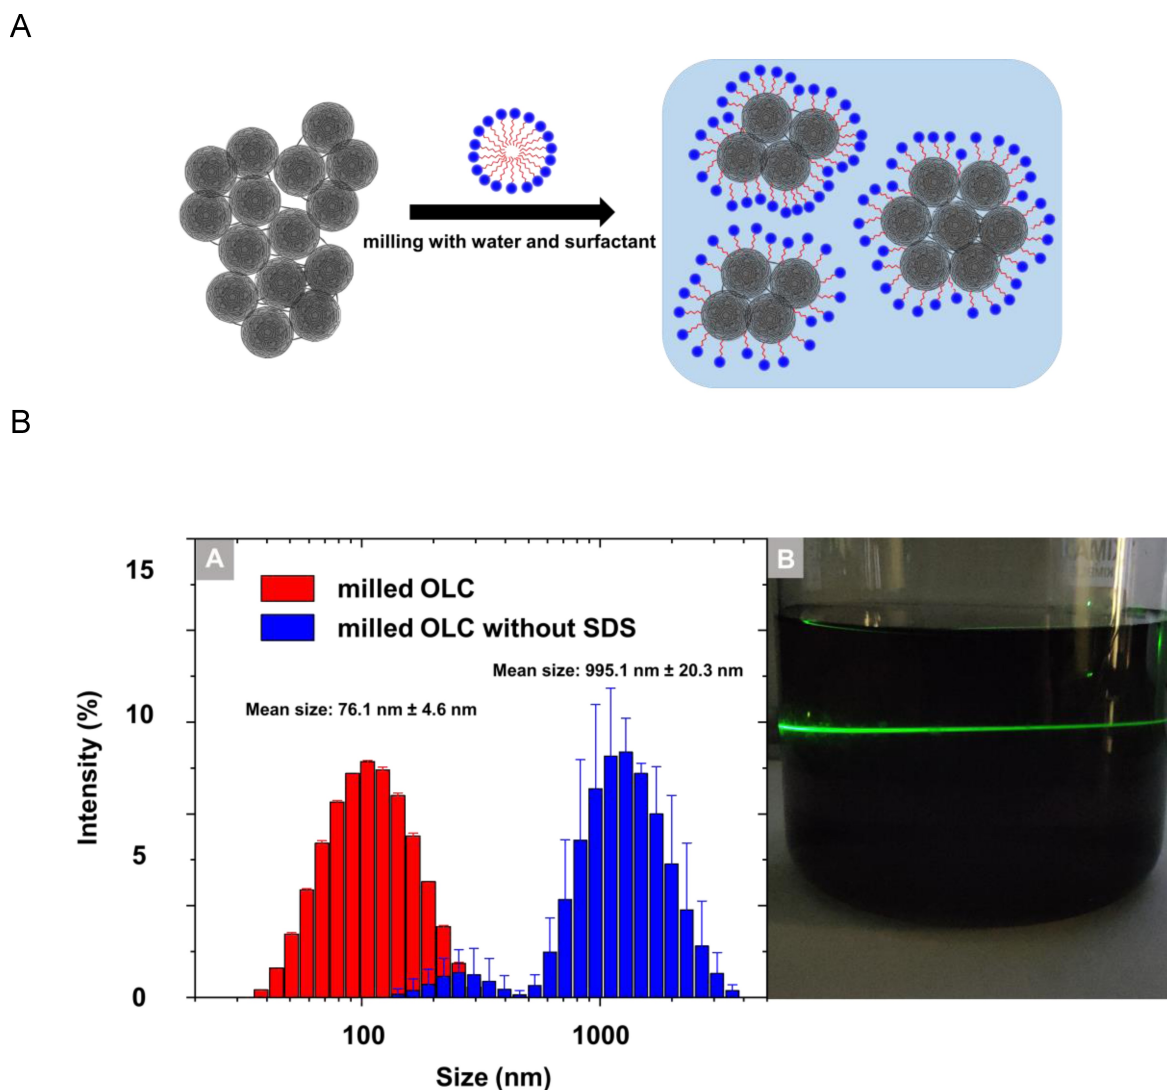 A
milling with water and surfactant
B
A
B
15
milled OLC
milled OLC without SDS
Mean size: 995.1 nm ± 20.3 nm
Mean size: 76.1 nm ± 4.6 nm
10
Intensity (%)
5
0
100
1000
Size (nm)